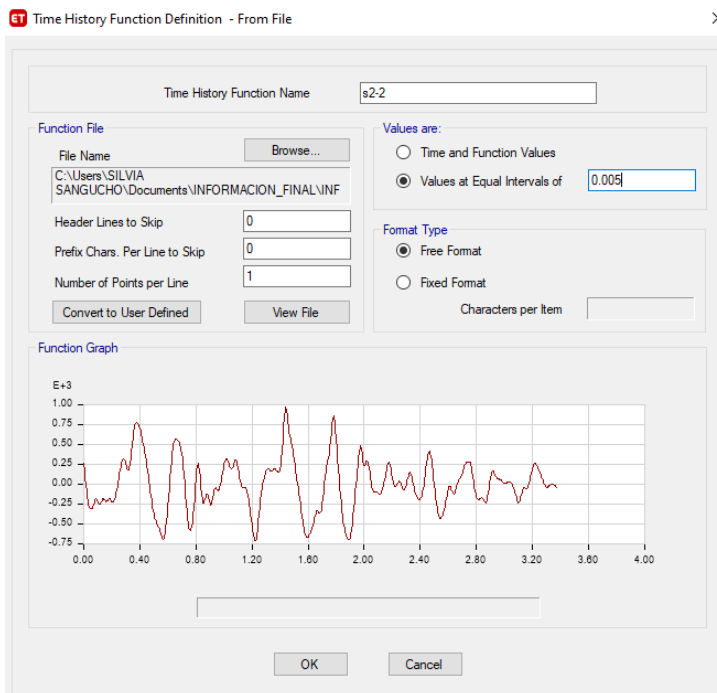 ET Time History Function Definition - From File
Time History Function Name s2-2
Function File
File Name Browse...
C:\Users\SILVIA
SANGUCHO\Documents\INFORMACION_FINAL\INF
Header Lines to Skip 0
Prefix Chars. Per Line to Skip 0
Number of Points per Line 1
Convert to User Defined View File
Values are:
Time and Function Values
Values at Equal Intervals of 0.005
Format Type
Free Format
Fixed Format
Characters per Item
Function Graph
E+3
1.00
0.75
0.50
0.25
0.00
-0.25
-0.50
-0.75
0.00 0.40 0.80 1.20 1.60 2.00 2.40 2.80 3.20 3.60 4.00
OK Cancel